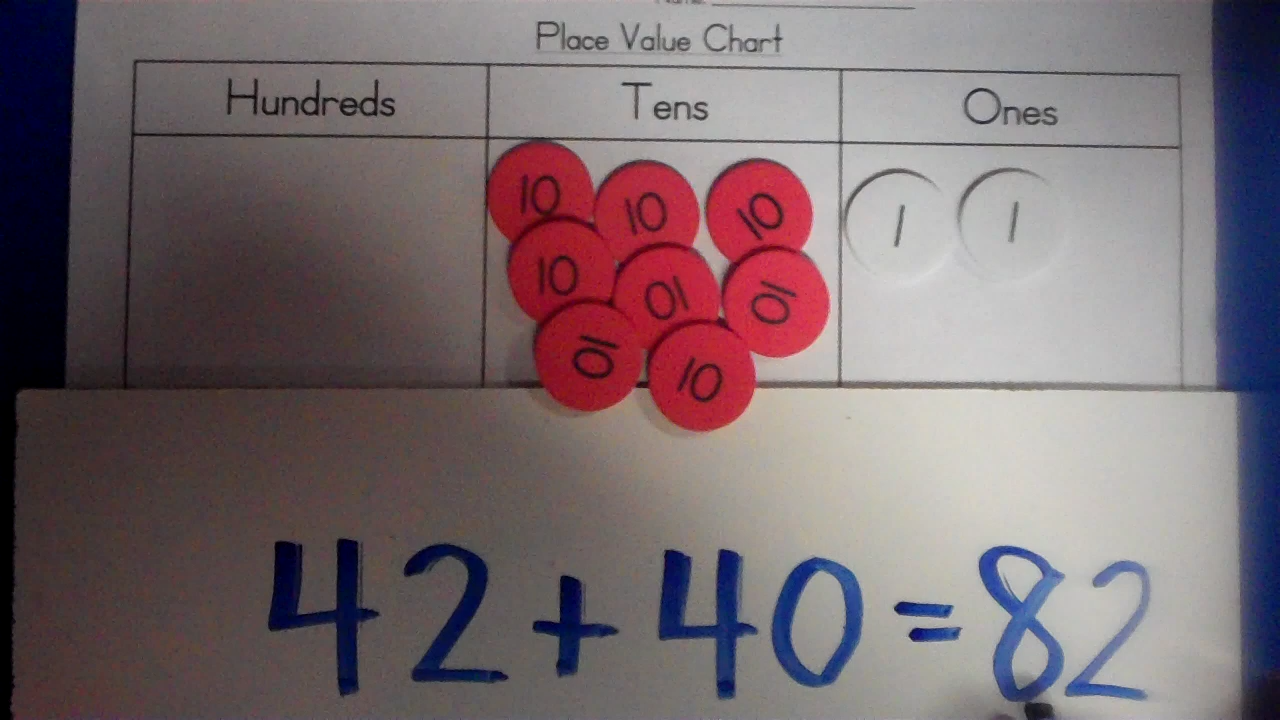 Place Value Chart
Hundreds Tens Ones
10 10 10 1 1
10 10 10
10 10
42+40=82